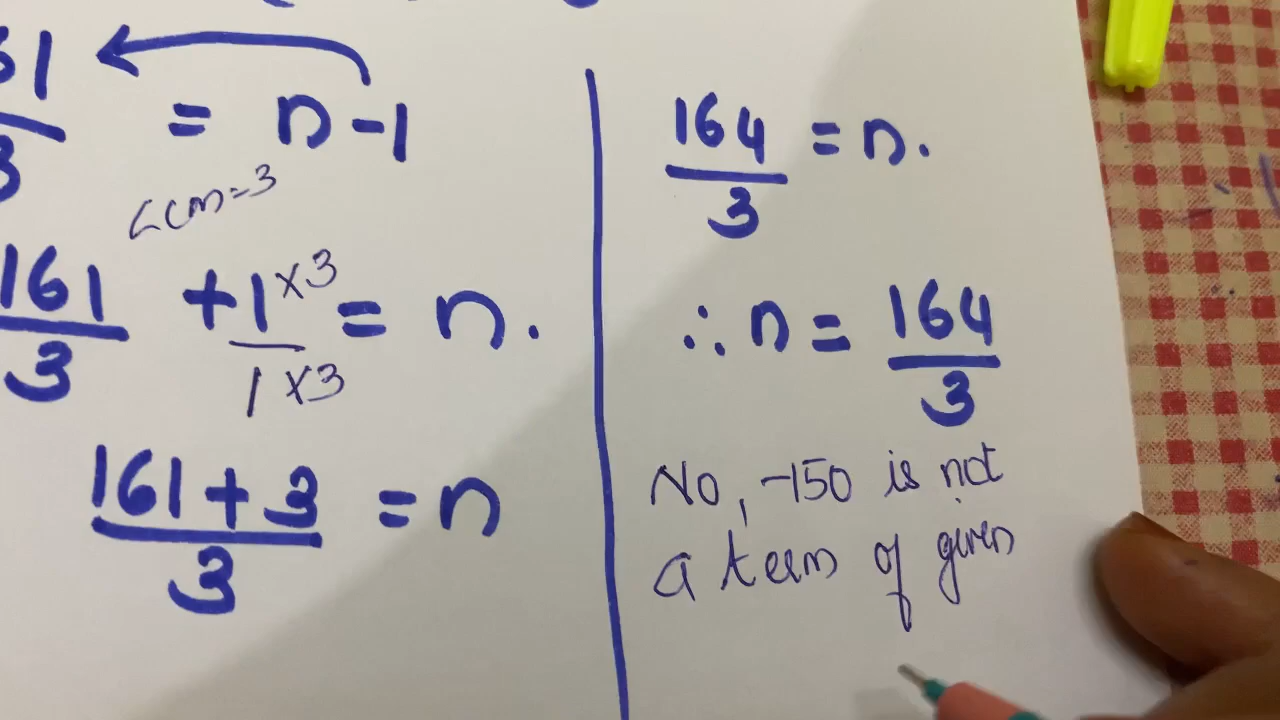 61/3 = n - 1
LCM=3
161/3 + 1×3/1×3 = n.
161 + 3/3 = n
164/3 = n.
∴ n = 164/3
No, -150 is not
a term of given